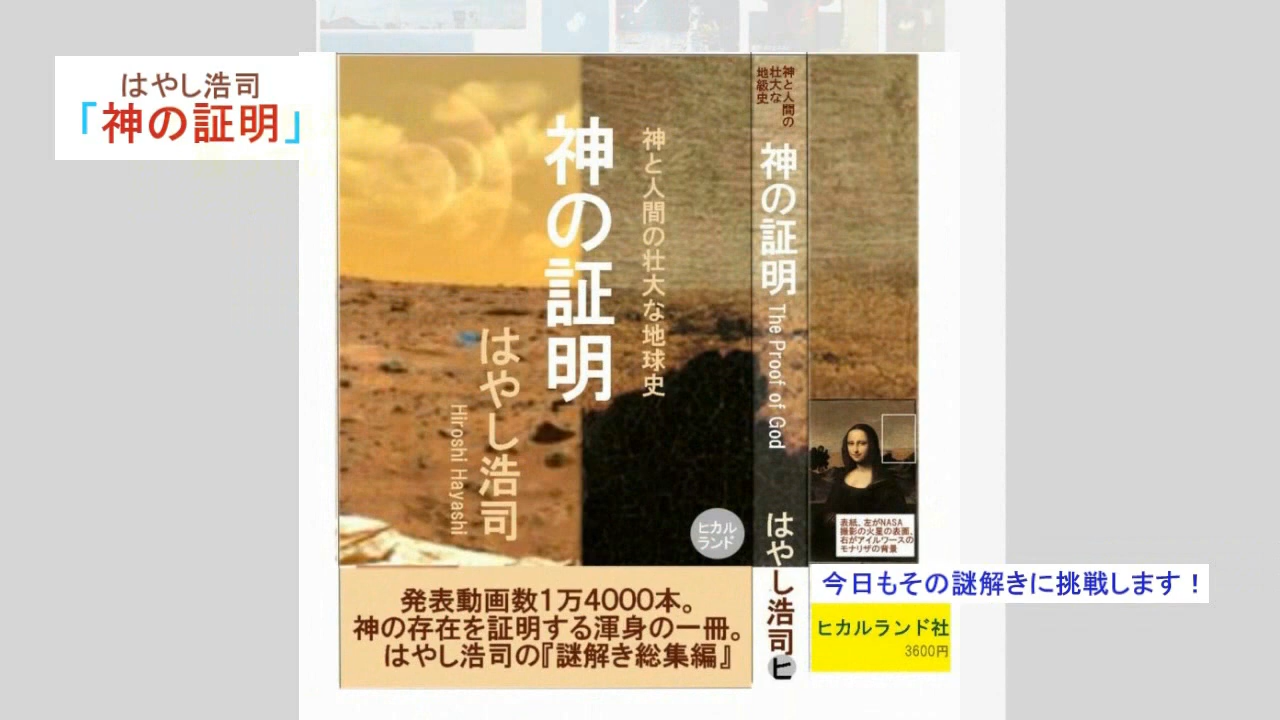 はやし浩司
「神の証明」
神と人間の壮大な地球史
神の証明
はやし浩司
Hiroshi Hayashi
ヒカル
ランド
発表動画数1万4000本。
神の存在を証明する渾身の一冊。
はやし浩司の『謎解き総集編』
神と人間の
壮大な
地級史
神の証明 The Proof of God
はやし浩司
ヒ
表紙、左がNASA
撮影の火星の表面、
右がアイルワースの
モナリザの背景
今日もその謎解きに挑戦します!
ヒカルランド社
3600円